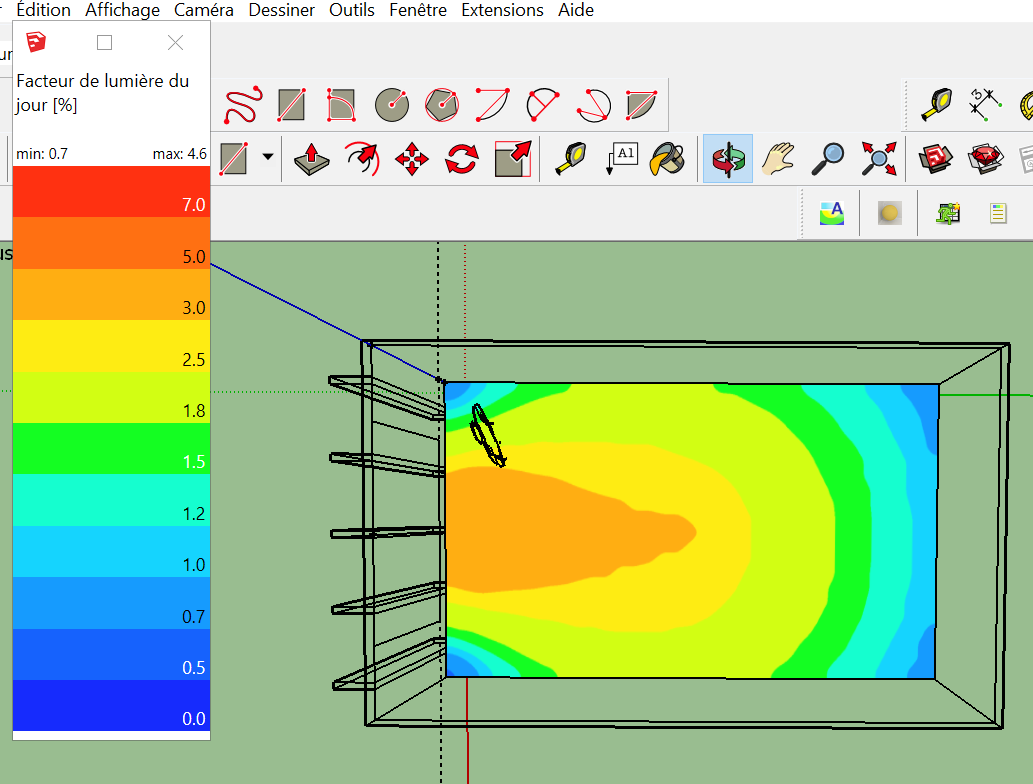 Édition Affichage Caméra Dessiner Outils Fenêtre Extensions Aide
ur
Facteur de lumière du
jour [%]
min: 0.7 max: 4.6
A1
A
us
7.0
5.0
3.0
2.5
1.8
1.5
1.2
1.0
0.7
0.5
0.0